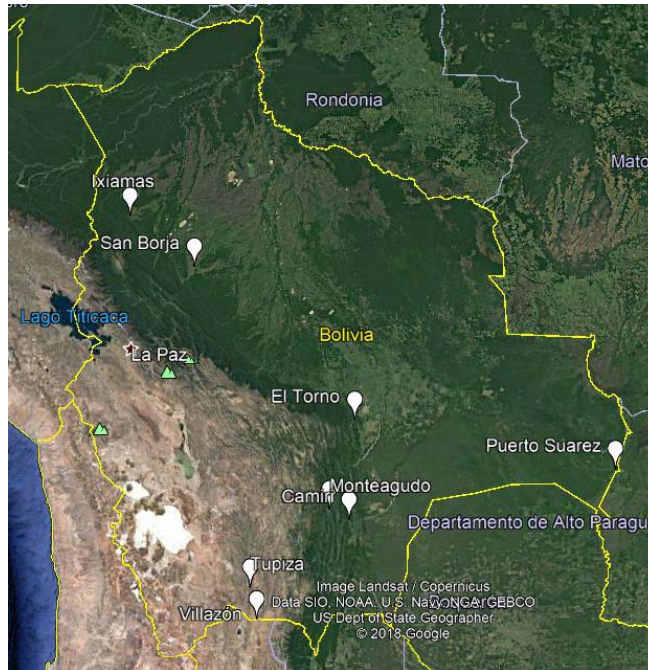 Rondonia
Mato
Ixiamas
San Borja
Lago Titicaca
Bolivia
La Paz
El Torno
Puerto Suarez
Camiri
Monteagudo
Departamento de Alto Paragu
Tupiza
Image Landsat / Copernicus
Data SIO, NOAA, U.S. Navy, NGA, GEBCO
Villazón
US Dept of State Geographer
© 2018 Google